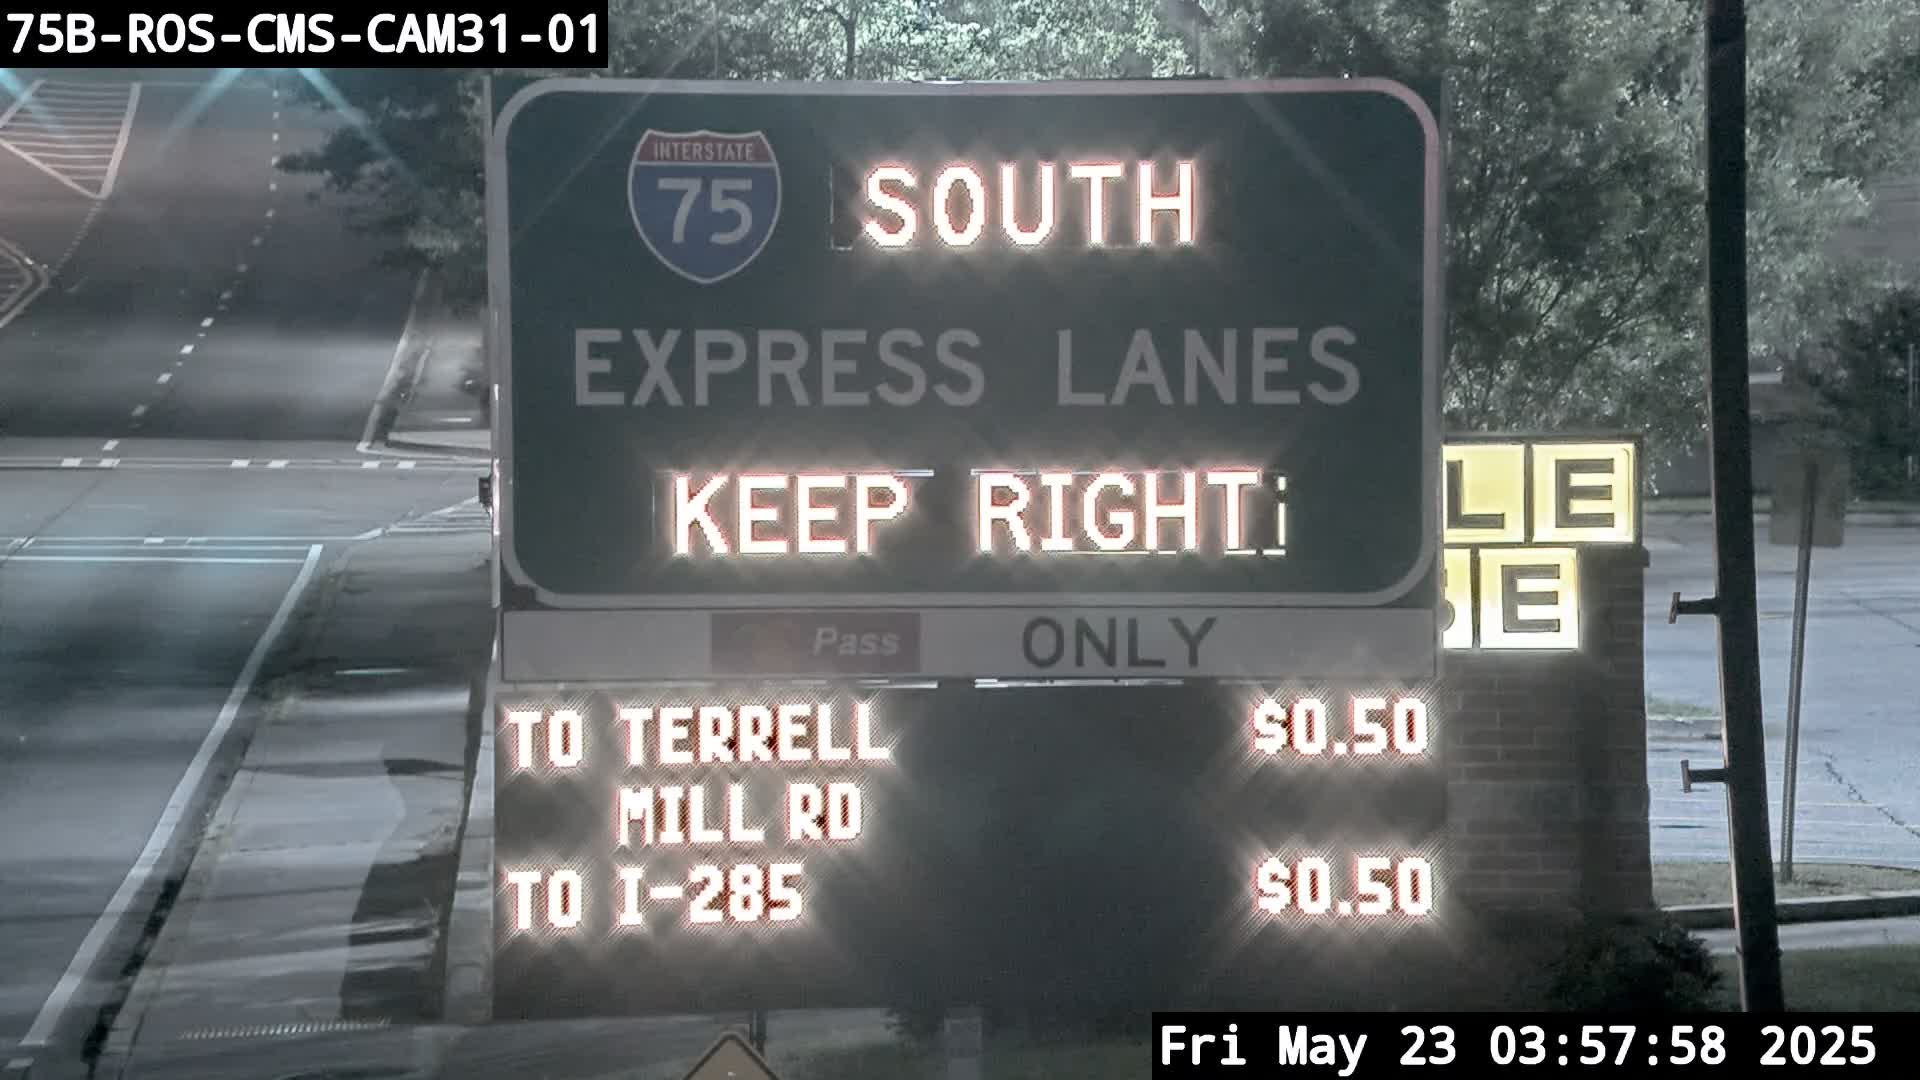 75B-ROS-CMS-CAM31-01
INTERSTATE
75
SOUTH
EXPRESS LANES
KEEP RIGHT
Pass
ONLY
TO TERRELL $0.50
MILL RD
TO I-285 $0.50
LE
E
Fri May 23 03:57:58 2025